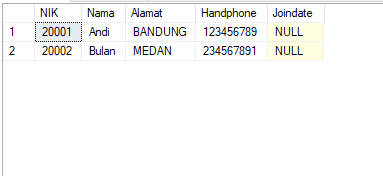 NIK Nama Alamat Handphone Joindate
1 20001 Andi BANDUNG 123456789 NULL
2 20002 Bulan MEDAN 234567891 NULL